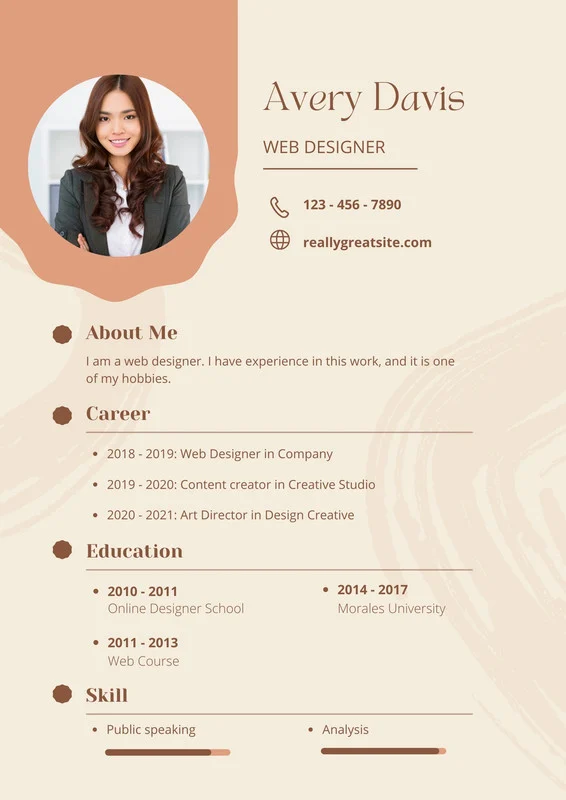 Avery Davis
WEB DESIGNER
123 - 456 - 7890
reallygreatsite.com
About Me
I am a web designer. I have experience in this work, and it is one
of my hobbies.
Career
2018 - 2019: Web Designer in Company
2019 - 2020: Content creator in Creative Studio
2020 - 2021: Art Director in Design Creative
Education
2010 - 2011
Online Designer School
2011 - 2013
Web Course
2014 - 2017
Morales University
Skill
Public speaking
Analysis